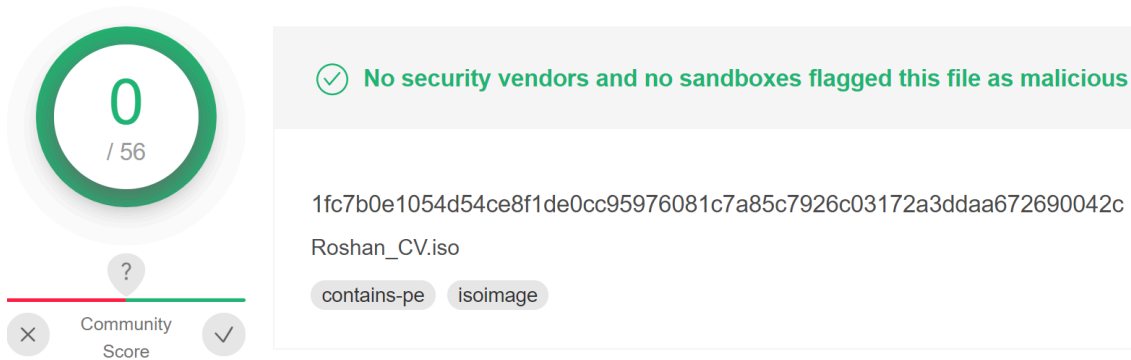 0
/ 56
?
Community
Score
No security vendors and no sandboxes flagged this file as malicious
1fc7b0e1054d54ce8f1de0cc95976081c7a85c7926c03172a3ddaa672690042c
Roshan_CV.iso
contains-pe isoimage